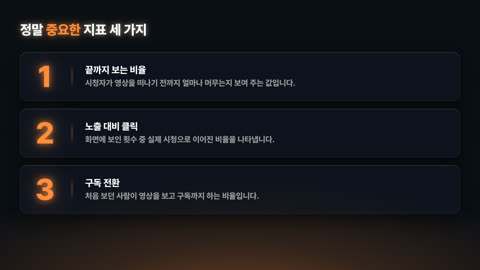 정말 중요한 지표 세 가지
1
끝까지 보는 비율
시청자가 영상을 떠나기 전까지 얼마나 머무는지 보여 주는 값입니다.
2
노출 대비 클릭
화면에 보인 횟수 중 실제 시청으로 이어진 비율을 나타냅니다.
3
구독 전환
처음 보던 사람이 영상을 보고 구독까지 하는 비율입니다.